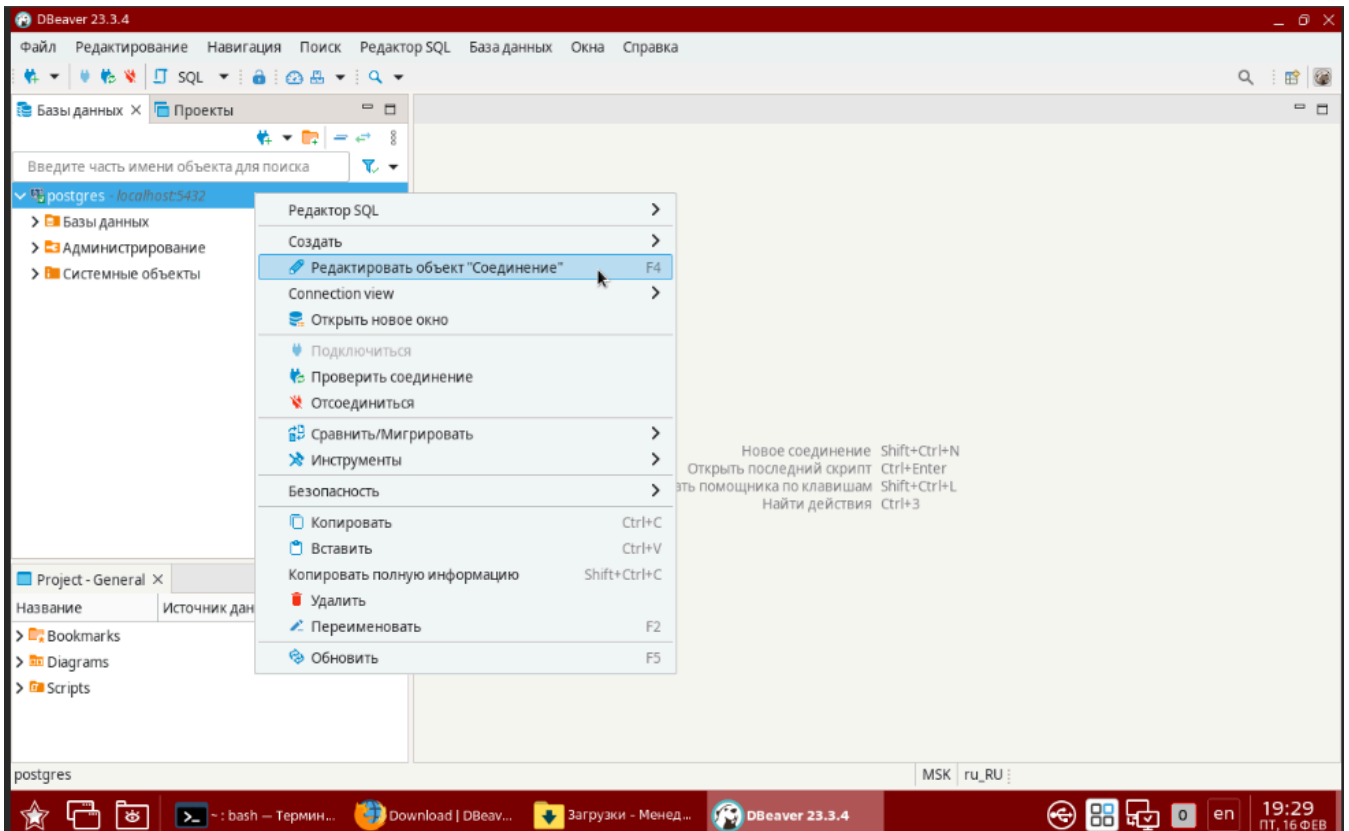 DBeaver 23.3.4
Файл Редактирование Навигация Поиск Редактор SQL База данных Окна Справка
SQL
Базы данных Проекты
Введите часть имени объекта для поиска
postgres - localhost:5432
Базы данных
Администрирование
Системные объекты
Редактор SQL
Создать
Редактировать объект "Соединение" F4
Connection view
Открыть новое окно
Подключиться
Проверить соединение
Отсоединиться
Сравнить/Мигрировать
Инструменты
Безопасность
Копировать Ctrl+C
Вставить Ctrl+V
Копировать полную информацию Shift+Ctrl+C
Удалить
Переименовать F2
Обновить F5
Новое соединение Shift+Ctrl+N
Открыть последний скрипт Ctrl+Enter
ать помощника по клавишам Shift+Ctrl+L
Найти действия Ctrl+3
Project - General
Название Источник дан
Bookmarks
Diagrams
Scripts
postgres MSK ru_RU
~ : bash — Термин... Download | DBeav... Загрузки - Менед... DBeaver 23.3.4 0 en 19:29
ПТ, 16 ФЕВ